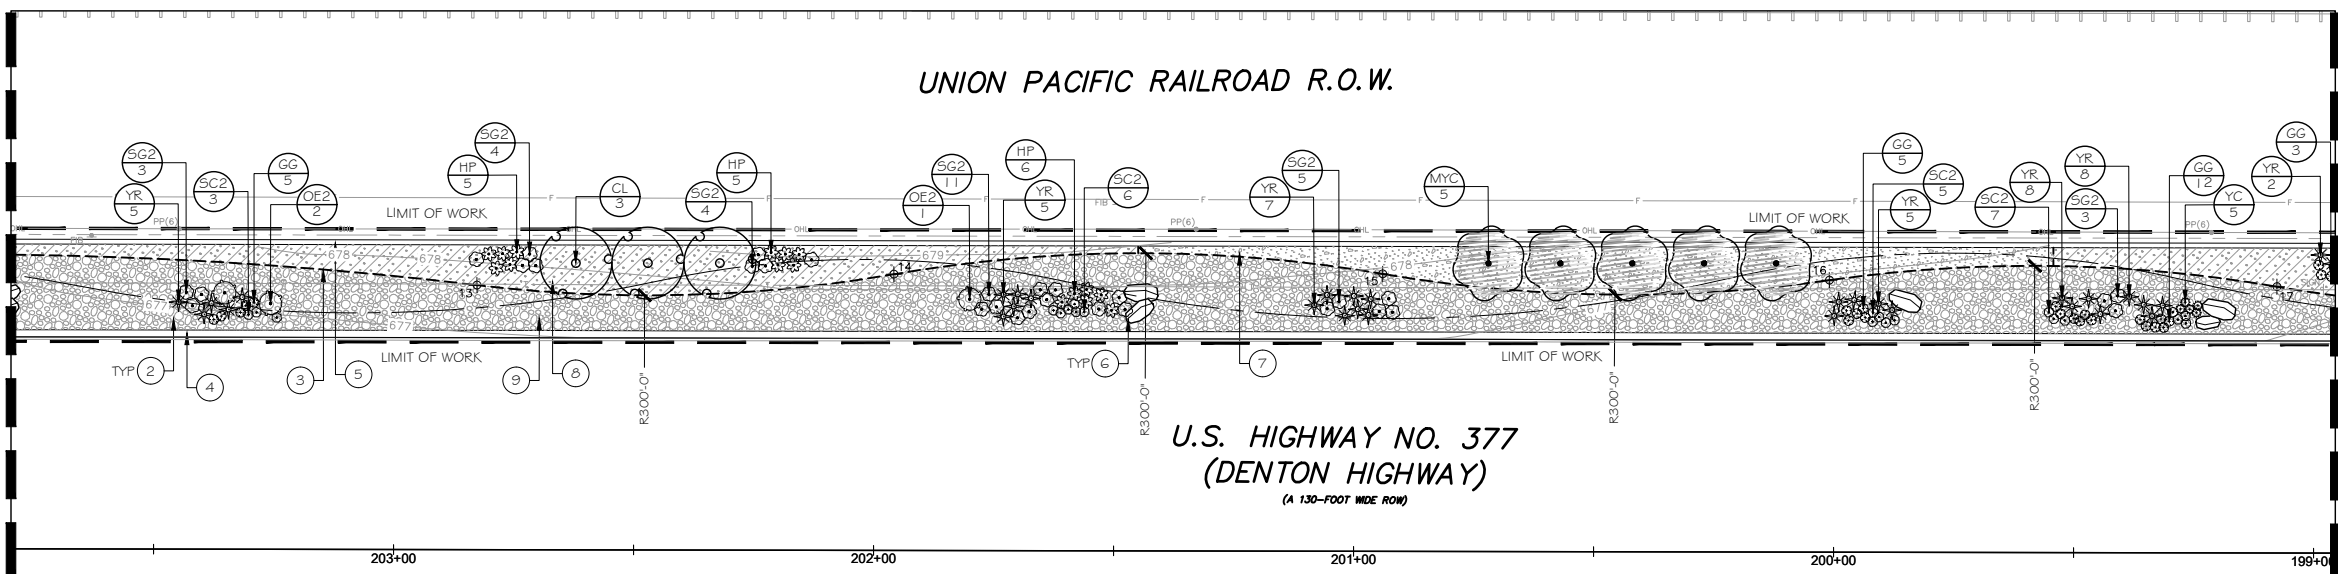 UNION PACIFIC RAILROAD R.O.W.
SG2
3
YR
5
SC2
3
GG
5
OE2
2
SG2
4
HP
5
CL
3
SG2
4
HP
5
OE2
1
SG2
11
HP
6
YR
5
SC2
6
YR
7
SG2
5
MYC
5
GG
5
YR
5
SC2
5
SC2
7
YR
8
SG2
3
YR
8
GG
12
YC
5
YR
2
GG
3
LIMIT OF WORK
LIMIT OF WORK
PP(6)
F
F
F
FIB
PP(6)
F
F
F
F
F
PP(6)
OHL
OHL
OHL
OHL
OHL
OHL
678
678
679
678
677
13
14
15
16
17
TYP 2
4
3
5
LIMIT OF WORK
9
8
R300'-0"
TYP 6
R300'-0"
7
LIMIT OF WORK
R300'-0"
R300'-0"
U.S. HIGHWAY NO. 377
(DENTON HIGHWAY)
(A 130-FOOT WIDE ROW)
203+00
202+00
201+00
200+00
199+00